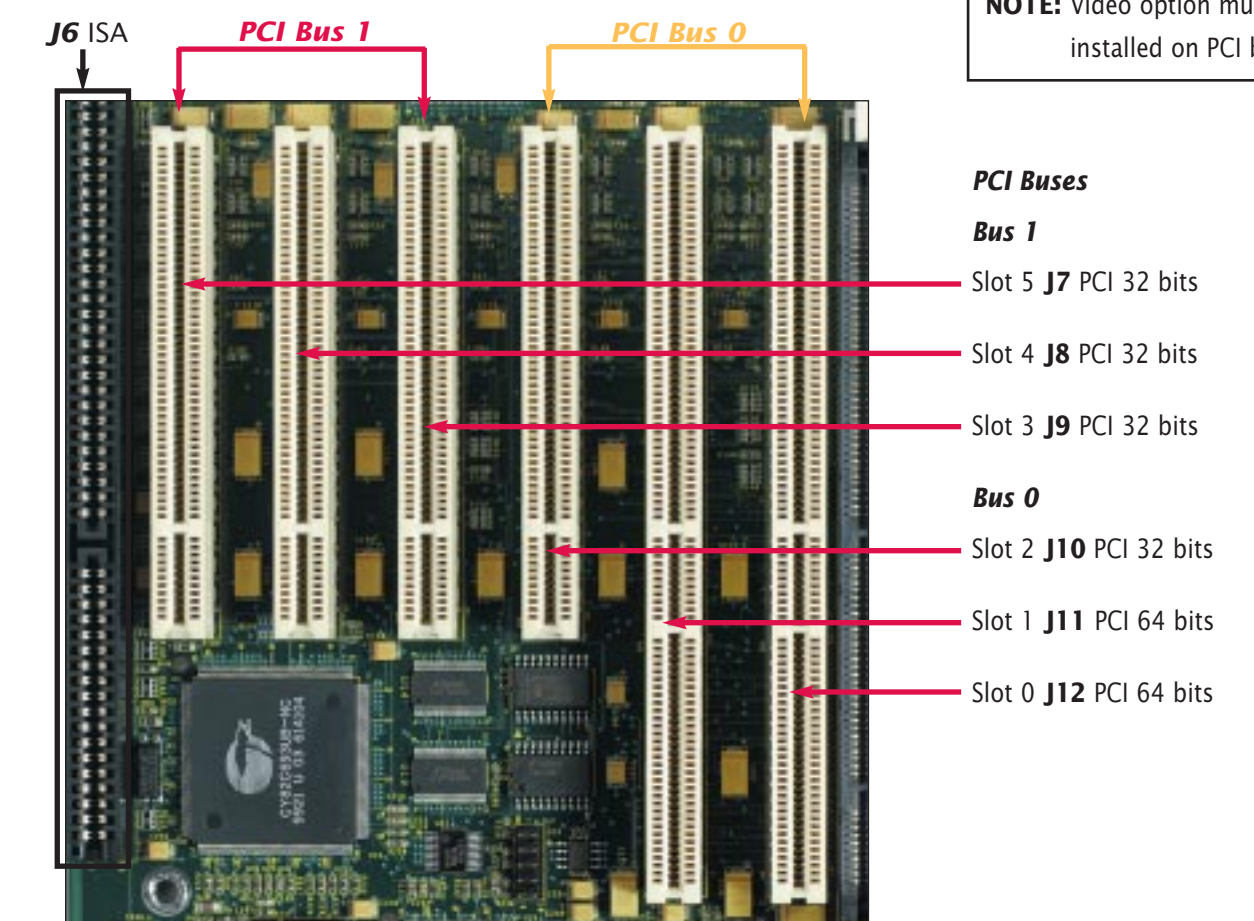 J6 ISA
PCI Bus 1
PCI Bus 0
NOTE: Video option
installed on PCI
PCI Buses
Bus 1
Slot 5 J7 PCI 32 bits
Slot 4 J8 PCI 32 bits
Slot 3 J9 PCI 32 bits
Bus 0
Slot 2 J10 PCI 32 bits
Slot 1 J11 PCI 64 bits
Slot 0 J12 PCI 64 bits
CY82C693UB-NC